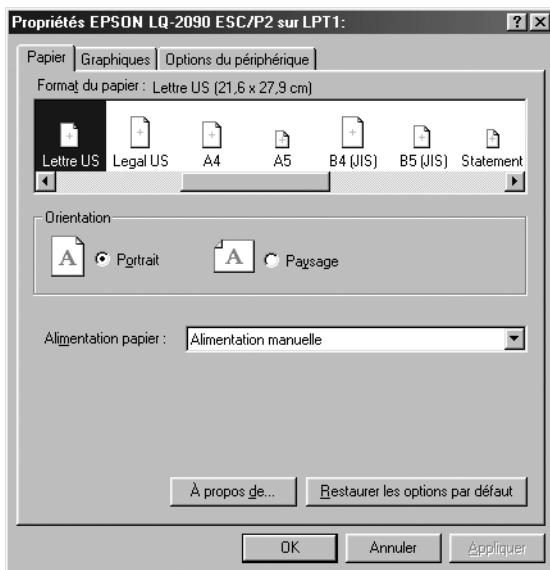 Propriétés EPSON LQ-2090 ESC/P2 sur LPT1:
Papier Graphiques Options du périphérique
Format du papier : Lettre US (21,6 x 27,9 cm)
Lettre US Legal US A4 A5 B4 (JIS) B5 (JIS) Statement
Orientation
A Portrait A Paysage
Alimentation papier : Alimentation manuelle
À propos de... Restaurer les options par défaut
OK Annuler Appliquer